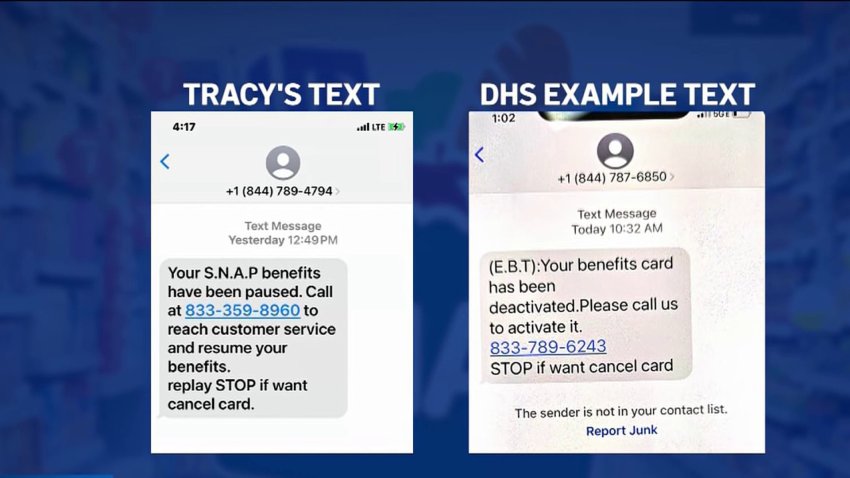 TRACY'S TEXT
4:17
LTE
+1 (844) 789-4794
Text Message
Yesterday 12:49 PM
Your S.N.A.P benefits
have been paused. Call
at 833-359-8960 to
reach customer service
and resume your
benefits.
replay STOP if want
cancel card.
DHS EXAMPLE TEXT
1:02
5GE
+1 (844) 787-6850
Text Message
Today 10:32 AM
(E.B.T):Your benefits card
has been
deactivated.Please call us
to activate it.
833-789-6243
STOP if want cancel card
The sender is not in your contact list.
Report Junk